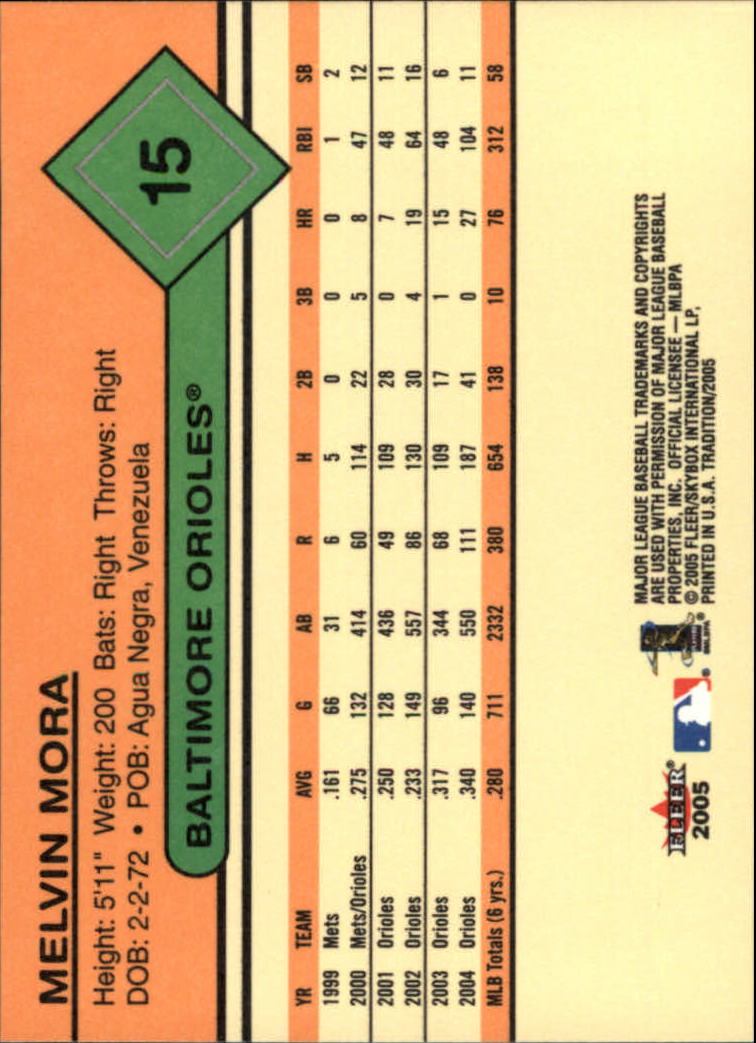 MELVIN MORA
Height: 5'11" Weight: 200 Bats: Right Throws: Right
DOB: 2-2-72 • POB: Agua Negra, Venezuela
BALTIMORE ORIOLES®
15
YR TEAM AVG G AB R H 2B 3B HR RBI SB
1999 Mets .161 66 31 6 5 0 0 0 1 2
2000 Mets/Orioles .275 132 414 60 114 22 5 8 47 12
2001 Orioles .250 128 436 49 109 28 0 7 48 11
2002 Orioles .233 149 557 86 130 30 4 19 64 16
2003 Orioles .317 96 344 68 109 17 1 15 48 6
2004 Orioles .340 140 550 111 187 41 0 27 104 11
MLB Totals (6 yrs.) .280 711 2332 380 654 138 10 76 312 58
FLEER®
2005
MAJOR LEAGUE BASEBALL TRADEMARKS AND COPYRIGHTS
ARE USED WITH PERMISSION OF MAJOR LEAGUE BASEBALL
PROPERTIES, INC. OFFICIAL LICENSEE — MLBPA
© 2005 FLEER/SKYBOX INTERNATIONAL LP,
PRINTED IN U.S.A. TRADITION/2005